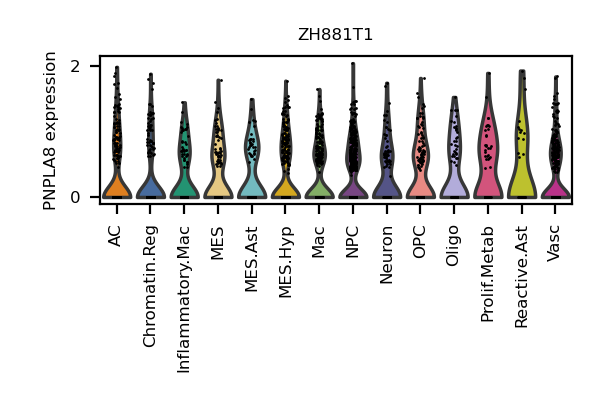 ZH881T1
PNPLA8 expression
2
0
AC
Chromatin.Reg
Inflammatory.Mac
MES
MES.Ast
MES.Hyp
Mac
NPC
Neuron
OPC
Oligo
Prolif.Metab
Reactive.Ast
Vasc